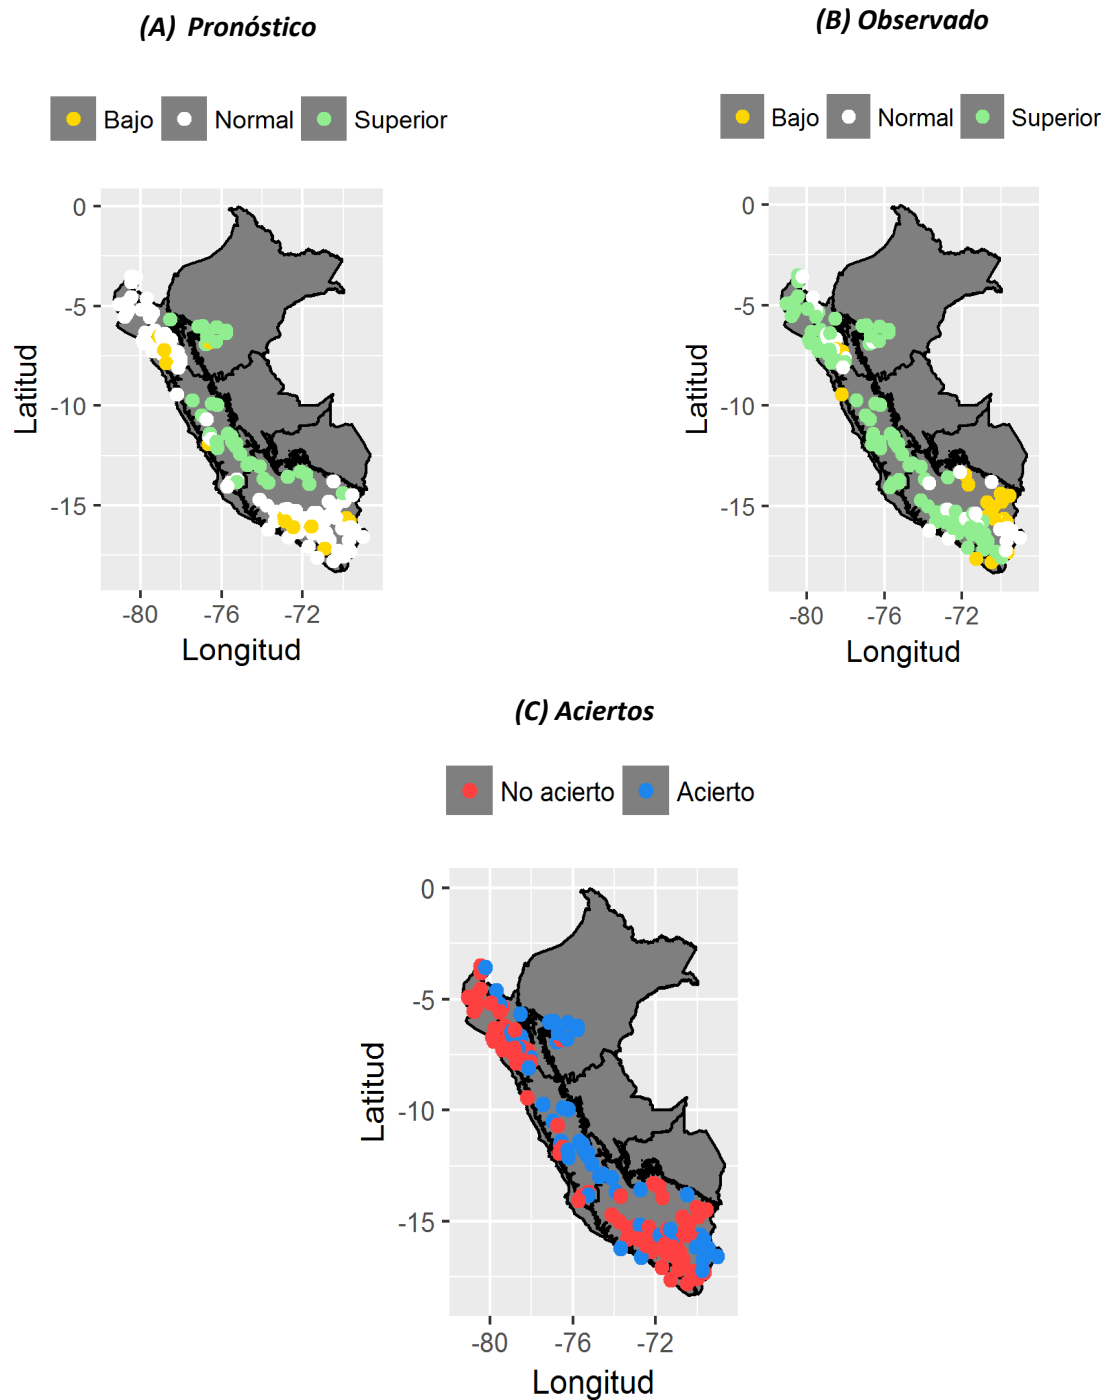 (A) Pronóstico
Bajo Normal Superior
0
-5
-10
-15
Latitud
-80 -76 -72
Longitud
(B) Observado
Bajo Normal Superior
0
-5
-10
-15
Latitud
-80 -76 -72
Longitud
(C) Aciertos
No acierto Acierto
0
-5
-10
-15
Latitud
-80 -76 -72
Longitud